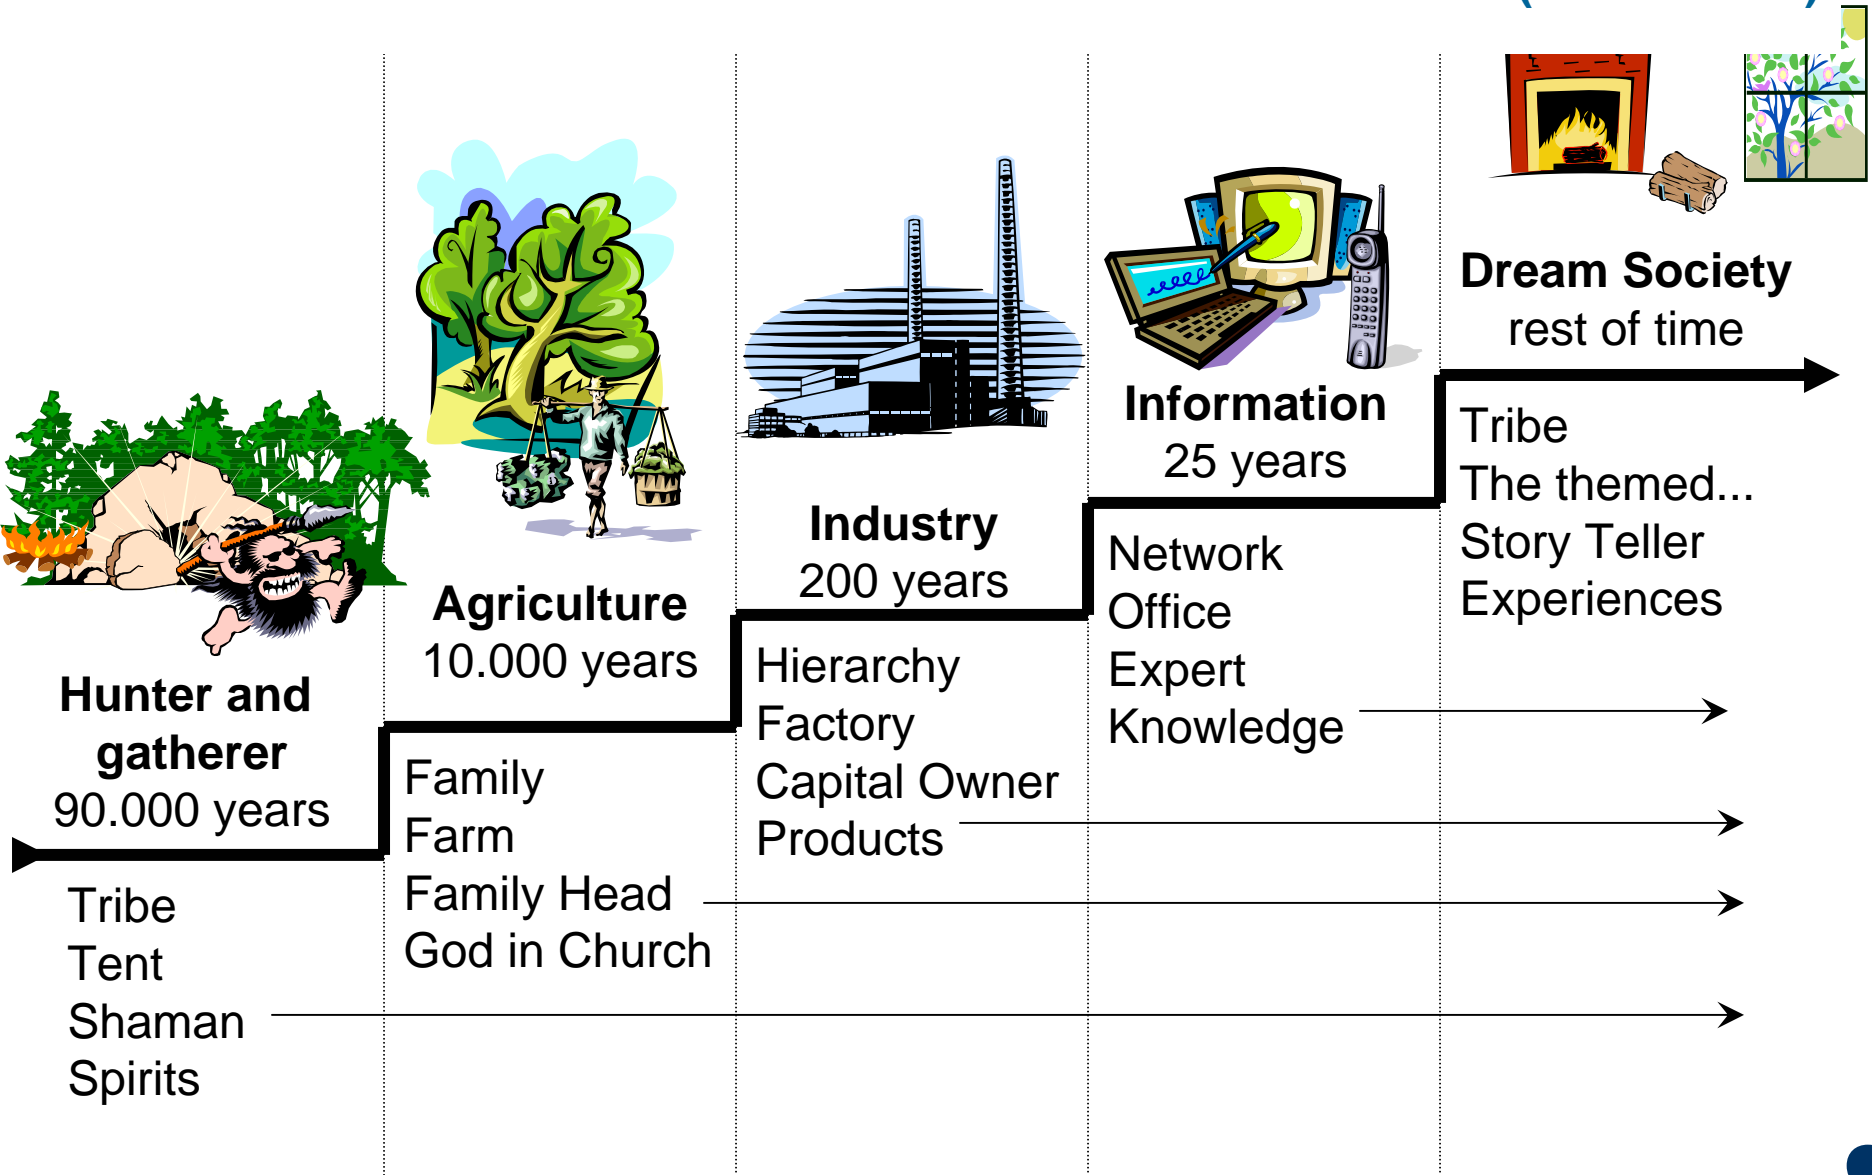 Hunter and
gatherer
90.000 years
Tribe
Tent
Shaman
Spirits
Agriculture
10.000 years
Family
Farm
Family Head
God in Church
Industry
200 years
Hierarchy
Factory
Capital Owner
Products
Information
25 years
Network
Office
Expert
Knowledge
Dream Society
rest of time
Tribe
The themed...
Story Teller
Experiences